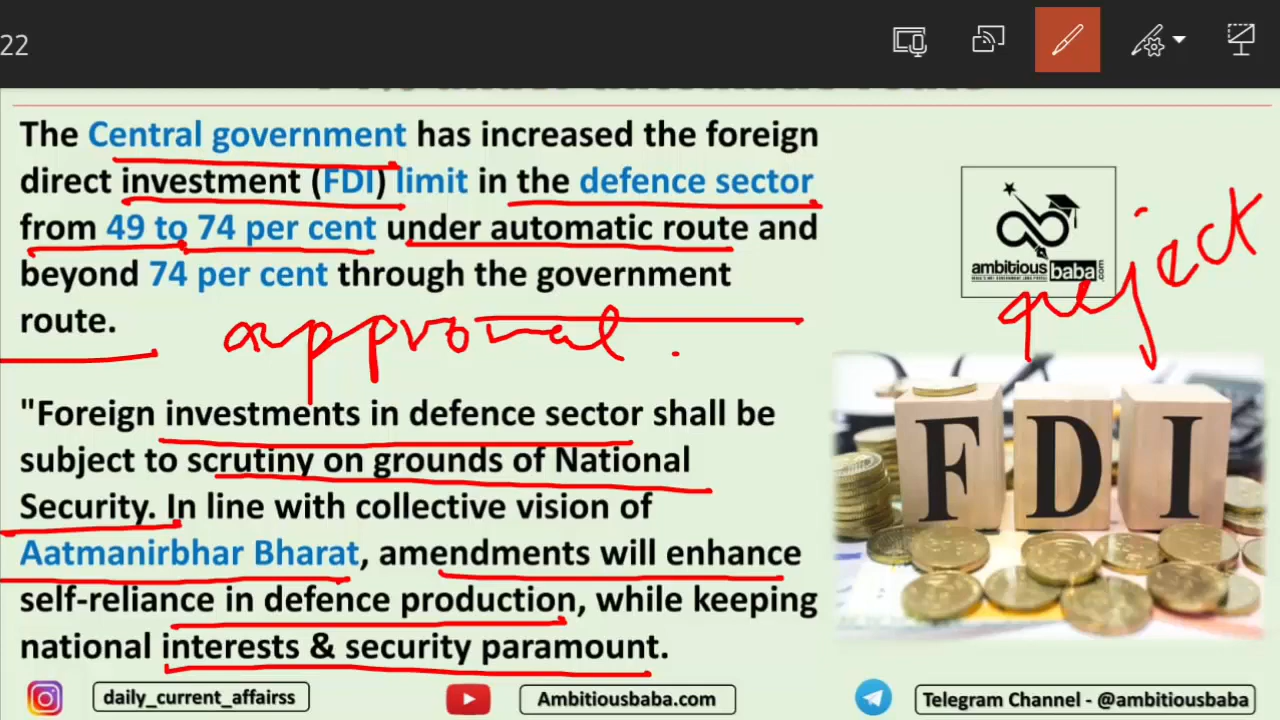 22
The Central government has increased the foreign
direct investment (FDI) limit in the defence sector
from 49 to 74 per cent under automatic route and
beyond 74 per cent through the government
route.
approval.
"Foreign investments in defence sector shall be
subject to scrutiny on grounds of National
Security. In line with collective vision of
Aatmanirbhar Bharat, amendments will enhance
self-reliance in defence production, while keeping
national interests & security paramount.
ambitiousbaba.com
reject
FDI
daily_current_affairss
Ambitiousbaba.com
Telegram Channel - @ambitiousbaba